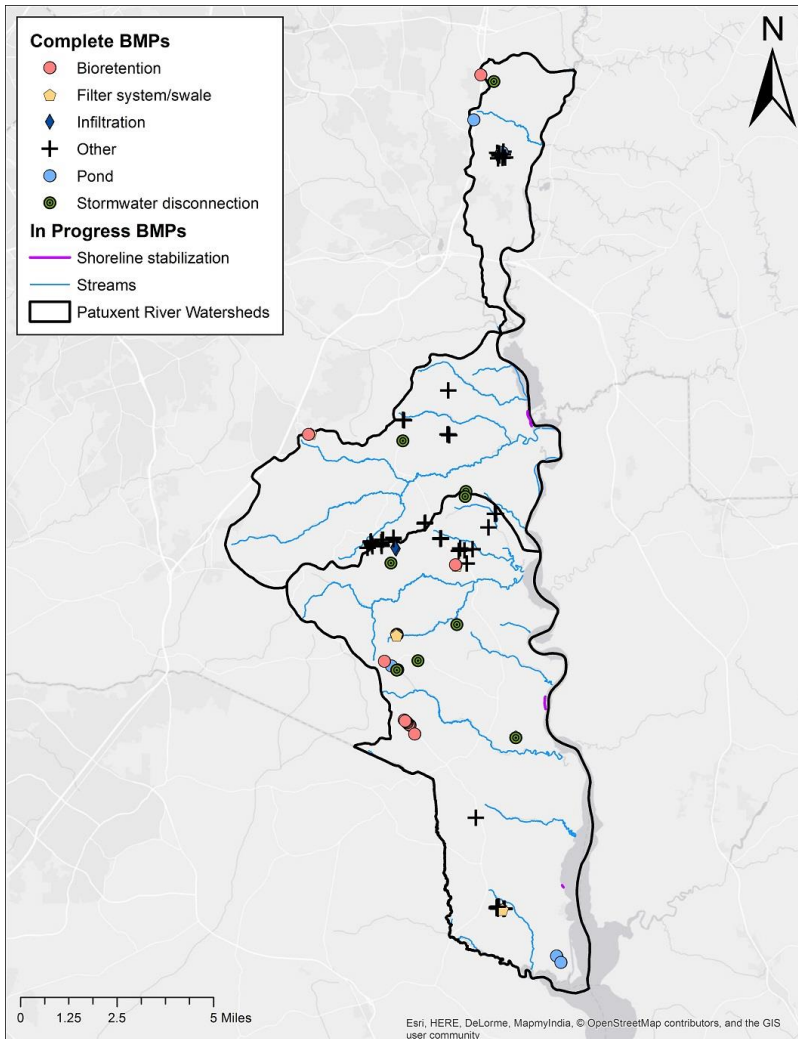 N
Complete BMPs
Bioretention
Filter system/swale
Infiltration
Other
Pond
Stormwater disconnection
In Progress BMPs
Shoreline stabilization
Streams
Patuxent River Watersheds
0 1.25 2.5 5 Miles
Esri, HERE, DeLorme, MapmyIndia, © OpenStreetMap contributors, and the GIS
user community